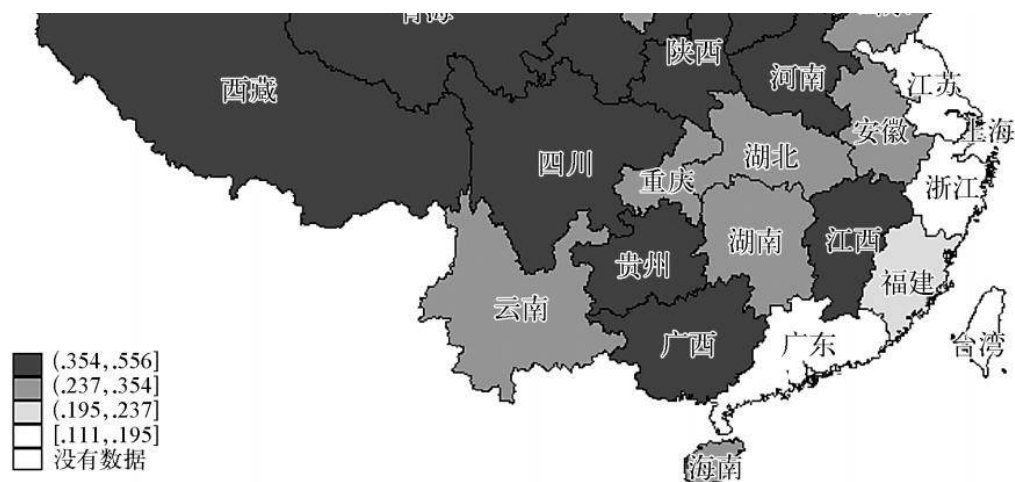 青海
陕西
河南
江苏
西藏
上海
安徽
四川
湖北
重庆
浙江
湖南
江西
贵州
福建
云南
广西
广东
台湾
(.354,.556]
(.237,.354]
(.195,.237]
[.111,.195]
没有数据
海南